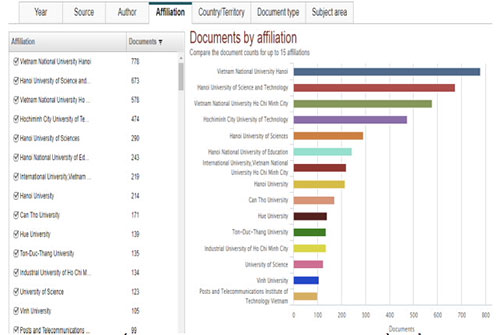 Year Source Author Affiliation Country/Territory Document type Subject area
Affiliation Documents
Vietnam National University Hanoi 778
Hanoi University of Science and... 673
Vietnam National University Ho ... 578
Hochiminh City University of Te... 474
Hanoi University of Sciences 290
Hanoi National University of Ed... 243
International University,Vietnam ... 219
Hanoi University 214
Can Tho University 171
Hue University 139
Ton-Duc-Thang University 135
Industrial University of Ho Chi M... 134
University of Science 123
Vinh University 105
Posts and Telecommunications ... 99
Documents by affiliation
Compare the document counts for up to 15 affiliations
Vietnam National University Hanoi
Hanoi University of Science and Technology
Vietnam National University Ho Chi Minh City
Hochiminh City University of Technology
Hanoi University of Sciences
Hanoi National University of Education
International University,Vietnam National
University Ho Chi Minh City
Hanoi University
Can Tho University
Hue University
Ton-Duc-Thang University
Industrial University of Ho Chi Minh City
University of Science
Vinh University
Posts and Telecommunications Institute of
Technology Vietnam
0 100 200 300 400 500 600 700 800
Documents